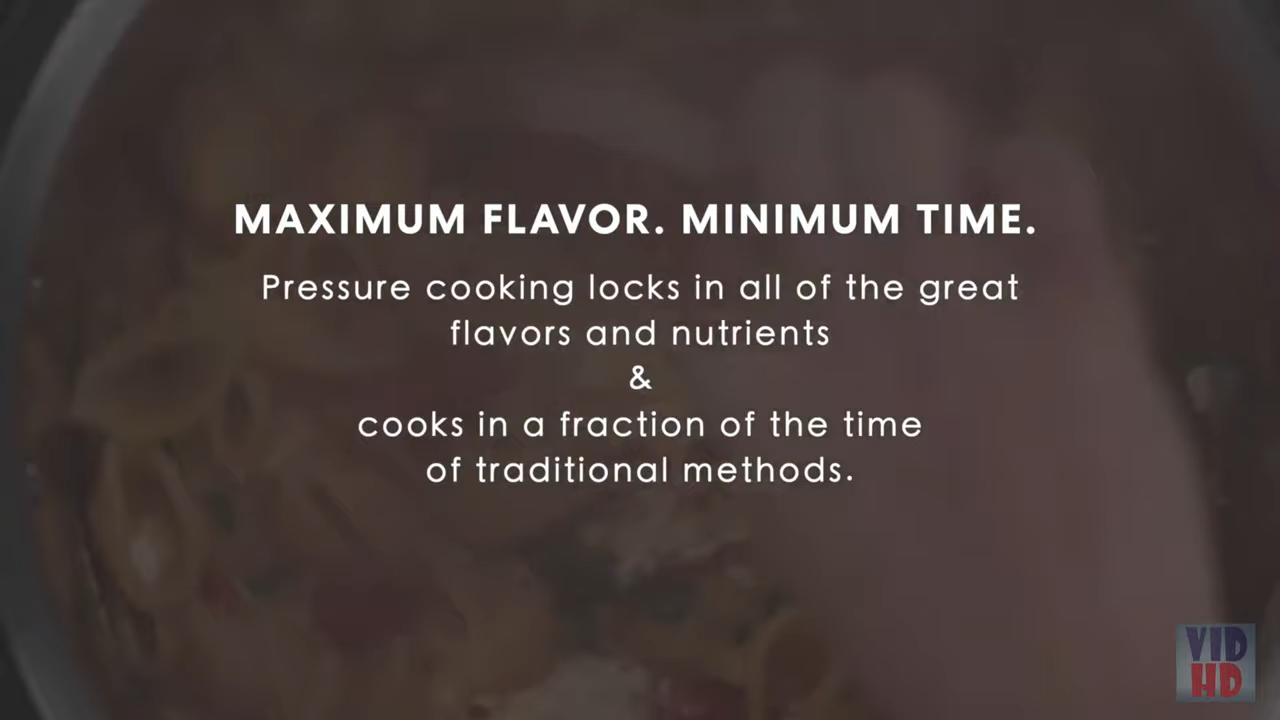 MAXIMUM FLAVOR. MINIMUM TIME.
Pressure cooking locks in all of the great
flavors and nutrients
&
cooks in a fraction of the time
of traditional methods.
VID
HD